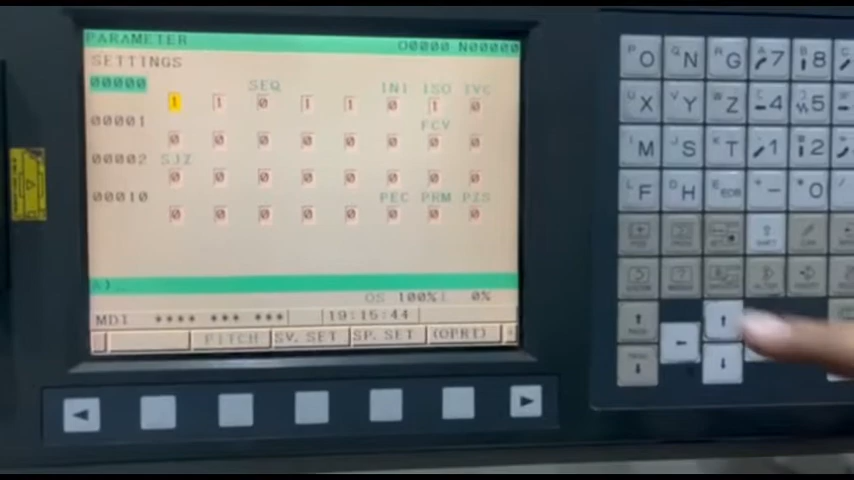 PARAMETER O0000 N00000
SETTINGS
00000 SEQ INI ISO TVC
1 1 0 1 1 0 1 0
00001 FCV
0 0 0 0 0 0 0 0
00002 SJZ
0 0 0 0 0 0 0 0
00010 PEC PRM PZS
0 0 0 0 0 0 0 0
A)_
OS 100% L 0%
MDI **** *** *** 19:15:44
PITCH SV.SET SP.SET (OPRT) +
P O Q N R G A 7 B 8
U X V Y W Z 4 5
I M J S K T 1 2
L F D H E EOB + - * 0 /
SHIFT